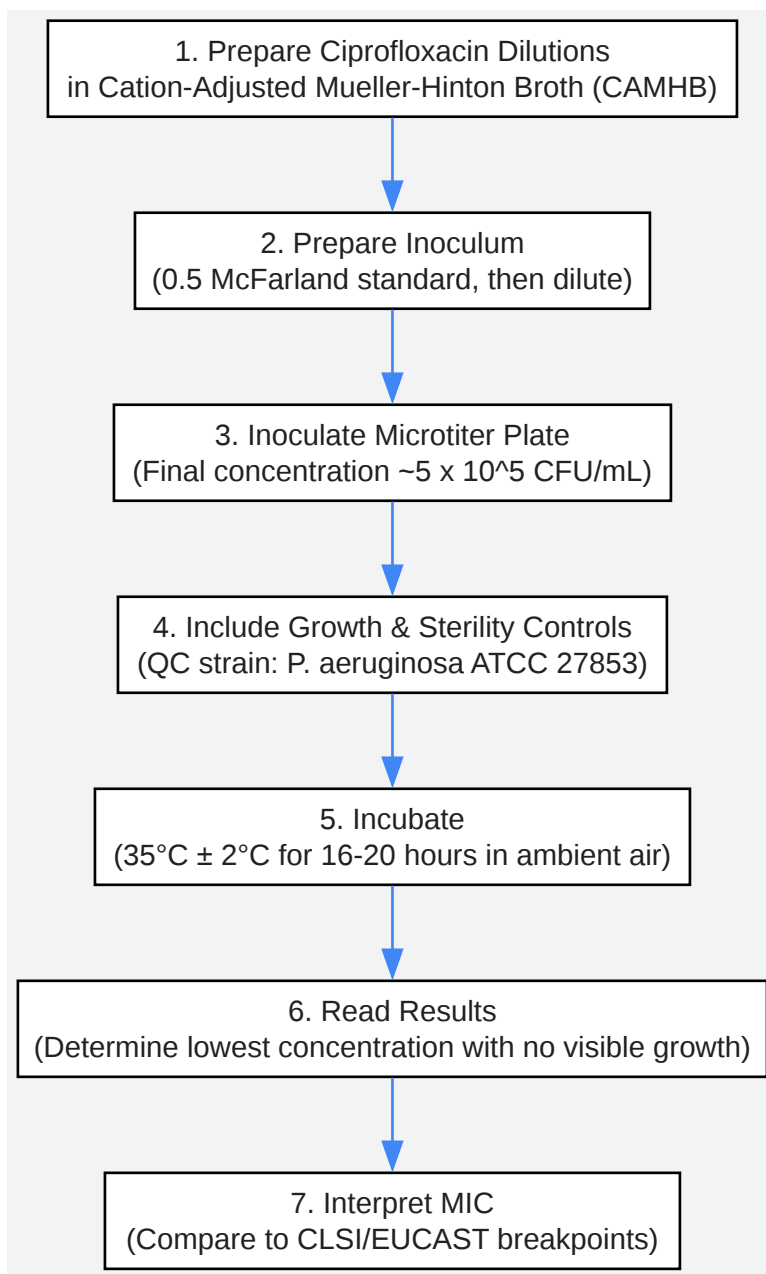 1. Prepare Ciprofloxacin Dilutions
in Cation-Adjusted Mueller-Hinton Broth (CAMHB)
2. Prepare Inoculum
(0.5 McFarland standard, then dilute)
3. Inoculate Microtiter Plate
(Final concentration ~5 x 10^5 CFU/mL)
4. Include Growth & Sterility Controls
(QC strain: P. aeruginosa ATCC 27853)
5. Incubate
(35°C ± 2°C for 16-20 hours in ambient air)
6. Read Results
(Determine lowest concentration with no visible growth)
7. Interpret MIC
(Compare to CLSI/EUCAST breakpoints)